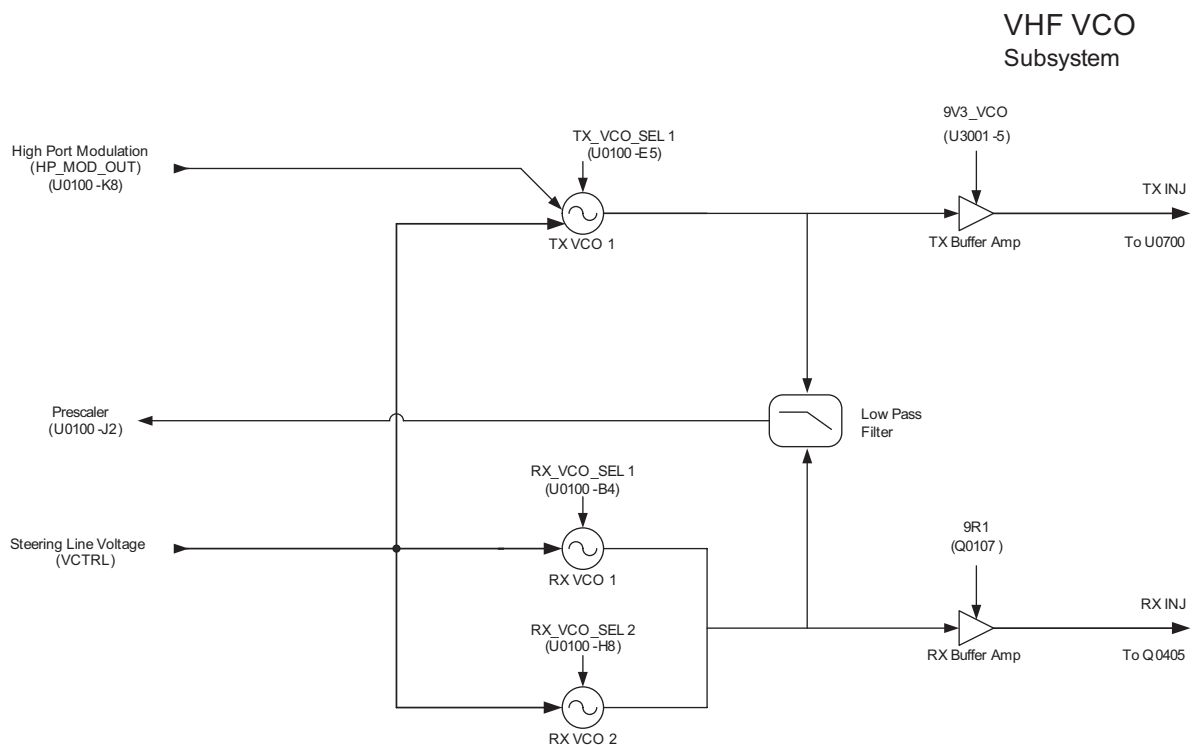 VHF VCO
Subsystem
High Port Modulation
(HP_MOD_OUT)
(U0100-K8)
TX_VCO_SEL 1
(U0100-E5)
TX VCO 1
9V3_VCO
(U3001-5)
TX Buffer Amp
TX INJ
To U0700
Prescaler
(U0100-J2)
Low Pass
Filter
Steering Line Voltage
(VCTRL)
RX_VCO_SEL 1
(U0100-B4)
RX VCO 1
RX_VCO_SEL 2
(U0100-H8)
RX VCO 2
9R1
(Q0107)
RX Buffer Amp
RX INJ
To Q0405